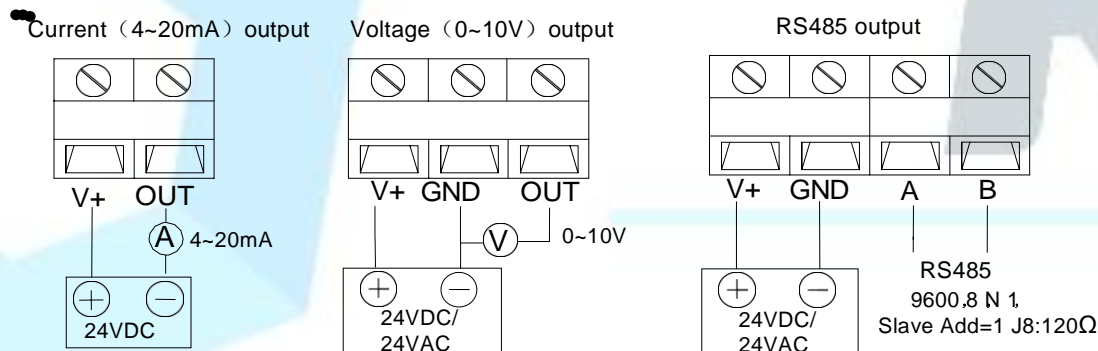 Current（4~20mA）output
V+ OUT
A 4~20mA
24VDC
Voltage（0~10V）output
V+ GND OUT
V 0~10V
24VDC/
24VAC
RS485 output
V+ GND A B
24VDC/
24VAC
RS485
9600,8 N 1,
Slave Add=1 J8:120Ω